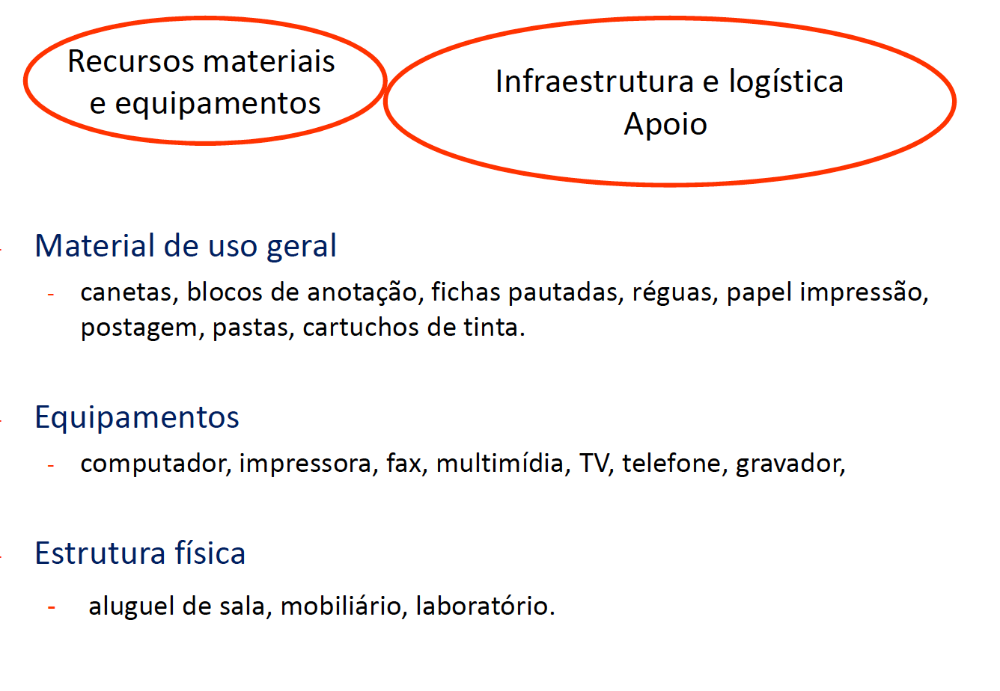 Recursos materiais
e equipamentos
Infraestrutura e logística
Apoio
- Material de uso geral
- canetas, blocos de anotação, fichas pautadas, réguas, papel impressão,
postagem, pastas, cartuchos de tinta.
- Equipamentos
- computador, impressora, fax, multimídia, TV, telefone, gravador,
- Estrutura física
- aluguel de sala, mobiliário, laboratório.